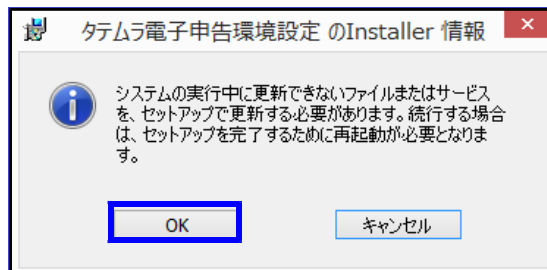 タテムラ電子申告環境設定 のInstaller 情報
システムの実行中に更新できないファイルまたはサービス
を、セットアップで更新する必要があります。続行する場合
は、セットアップを完了するために再起動が必要となりま
す。
OK
キャンセル